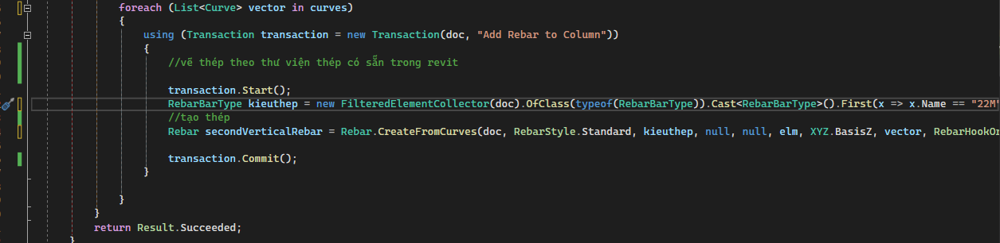 foreach (List<Curve> vector in curves)
{
using (Transaction transaction = new Transaction(doc, "Add Rebar to Column"))
{
//vẽ thép theo thư viện thép có sẵn trong revit
transaction.Start();
RebarBarType kieuthep = new FilteredElementCollector(doc).OfClass(typeof(RebarBarType)).Cast<RebarBarType>().First(x => x.Name == "22M"
//tạo thép
Rebar secondVerticalRebar = Rebar.CreateFromCurves(doc, RebarStyle.Standard, kieuthep, null, null, elm, XYZ.BasisZ, vector, RebarHookOr
transaction.Commit();
}
}
}
return Result.Succeeded;
}